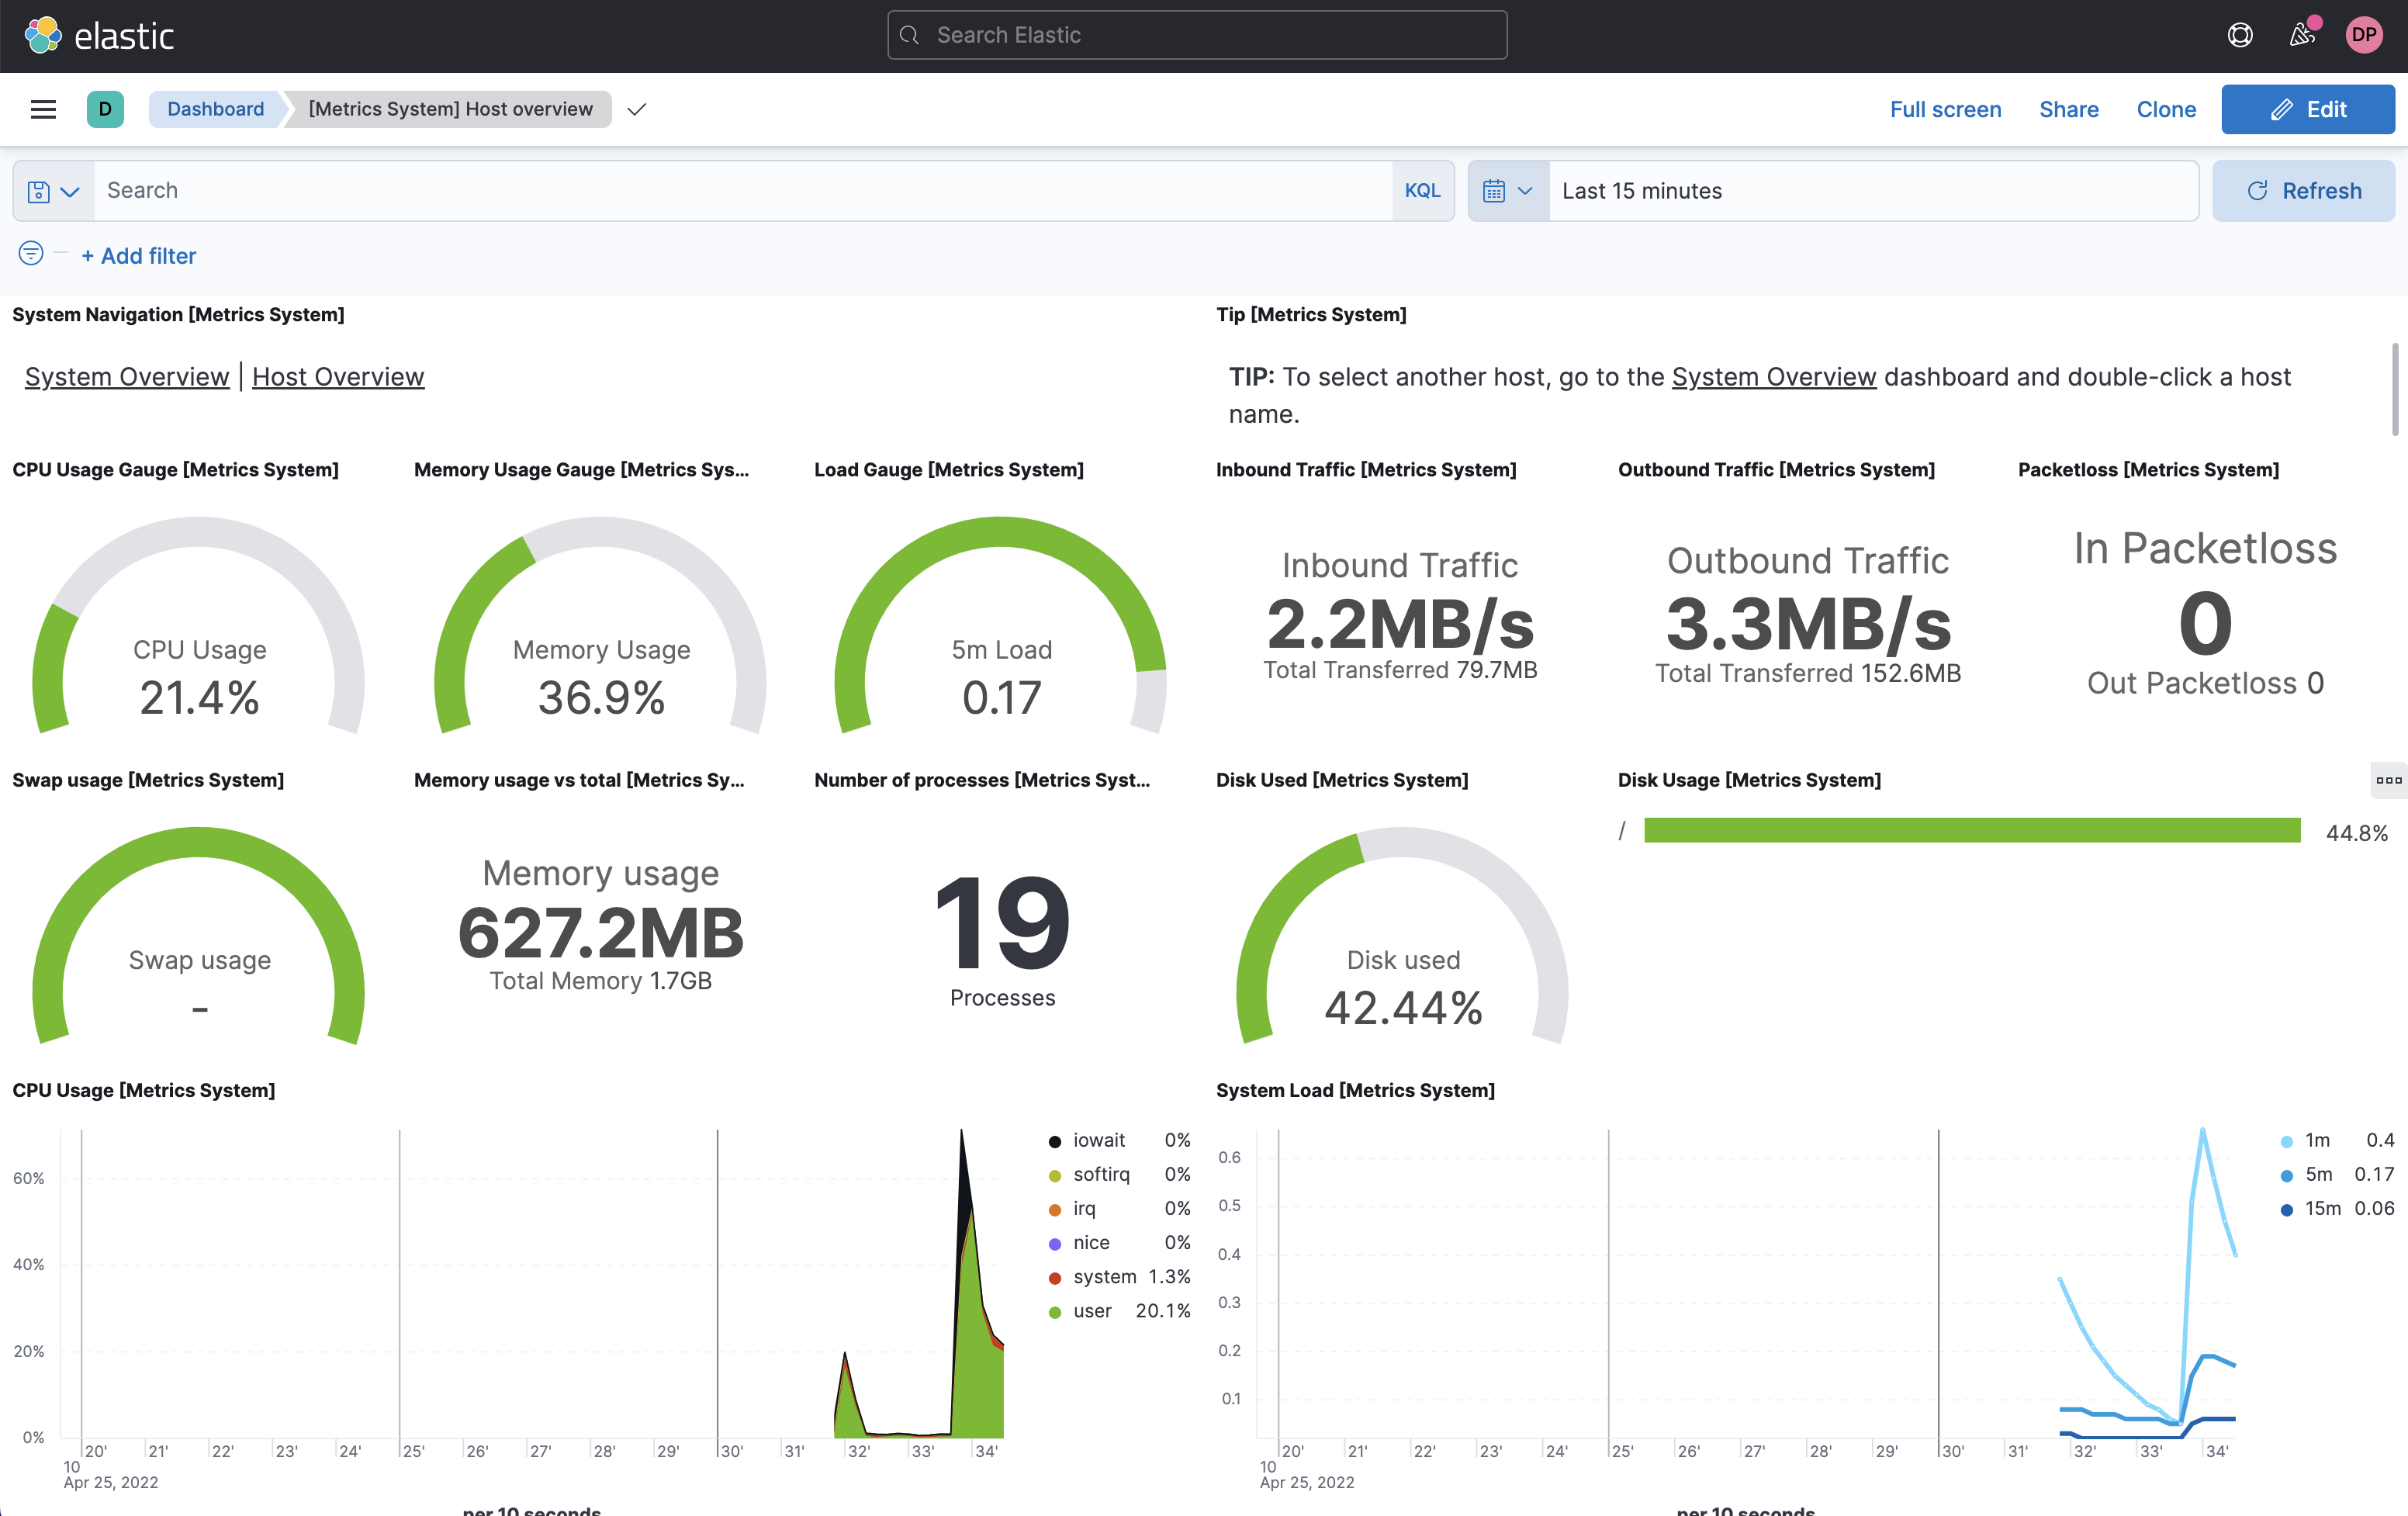 elastic
Search Elastic
DP
D
Dashboard
[Metrics System] Host overview
Full screen
Share
Clone
Edit
Search
KQL
Last 15 minutes
Refresh
+ Add filter
System Navigation [Metrics System]
System Overview | Host Overview
Tip [Metrics System]
TIP: To select another host, go to the System Overview dashboard and double-click a host
name.
CPU Usage Gauge [Metrics System]
CPU Usage
21.4%
Memory Usage Gauge [Metrics Sys...
Memory Usage
36.9%
Load Gauge [Metrics System]
5m Load
0.17
Inbound Traffic [Metrics System]
Inbound Traffic
2.2MB/s
Total Transferred 79.7MB
Outbound Traffic [Metrics System]
Outbound Traffic
3.3MB/s
Total Transferred 152.6MB
Packetloss [Metrics System]
In Packetloss
0
Out Packetloss 0
Swap usage [Metrics System]
Swap usage
-
Memory usage vs total [Metrics Sy...
Memory usage
627.2MB
Total Memory 1.7GB
Number of processes [Metrics Syst...
19
Processes
Disk Used [Metrics System]
Disk used
42.44%
Disk Usage [Metrics System]
/ 44.8%
CPU Usage [Metrics System]
60%
40%
20%
0%
20' 21' 22' 23' 24' 25' 26' 27' 28' 29' 30' 31' 32' 33' 34'
10
Apr 25, 2022
per 10 seconds
iowait 0%
softirq 0%
irq 0%
nice 0%
system 1.3%
user 20.1%
System Load [Metrics System]
0.6
0.5
0.4
0.3
0.2
0.1
20' 21' 22' 23' 24' 25' 26' 27' 28' 29' 30' 31' 32' 33' 34'
10
Apr 25, 2022
per 10 seconds
1m 0.4
5m 0.17
15m 0.06